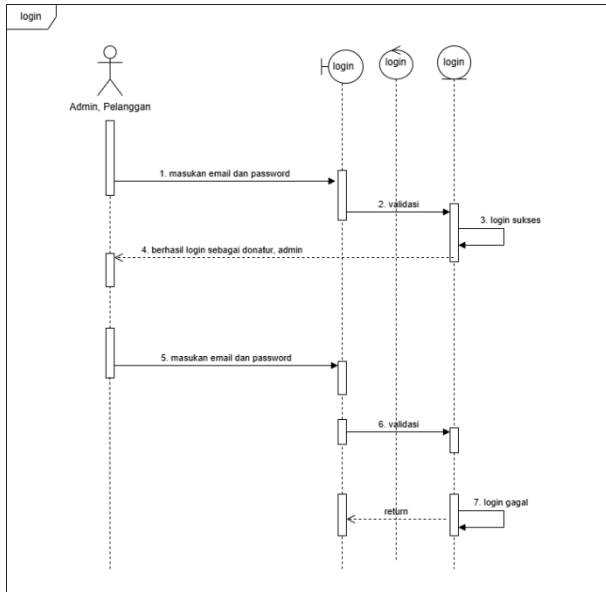 login
login
login
login
Admin, Pelanggan
1. masukan email dan password
2. validasi
3. login sukses
4. berhasil login sebagai donatur, admin
5. masukan email dan password
6. validasi
7. login gagal
return